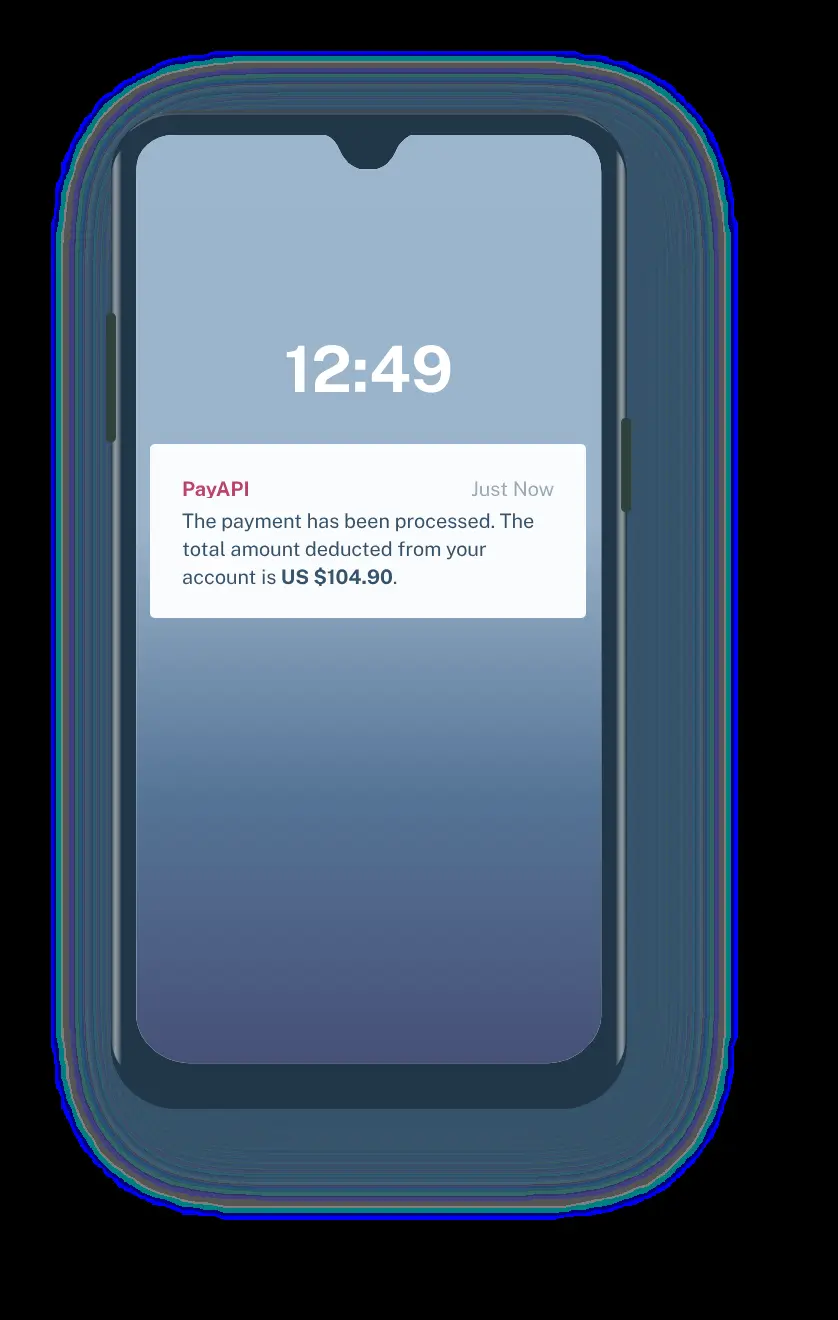 12:49
PayAPI Just Now
The payment has been processed. The
total amount deducted from your
account is US $104.90.